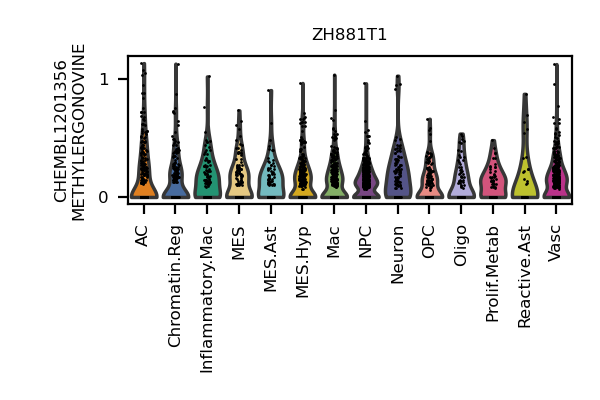 ZH881T1
CHEMBL1201356
METHYLERGONOVINE
1
0
AC
Chromatin.Reg
Inflammatory.Mac
MES
MES.Ast
MES.Hyp
Mac
NPC
Neuron
OPC
Oligo
Prolif.Metab
Reactive.Ast
Vasc